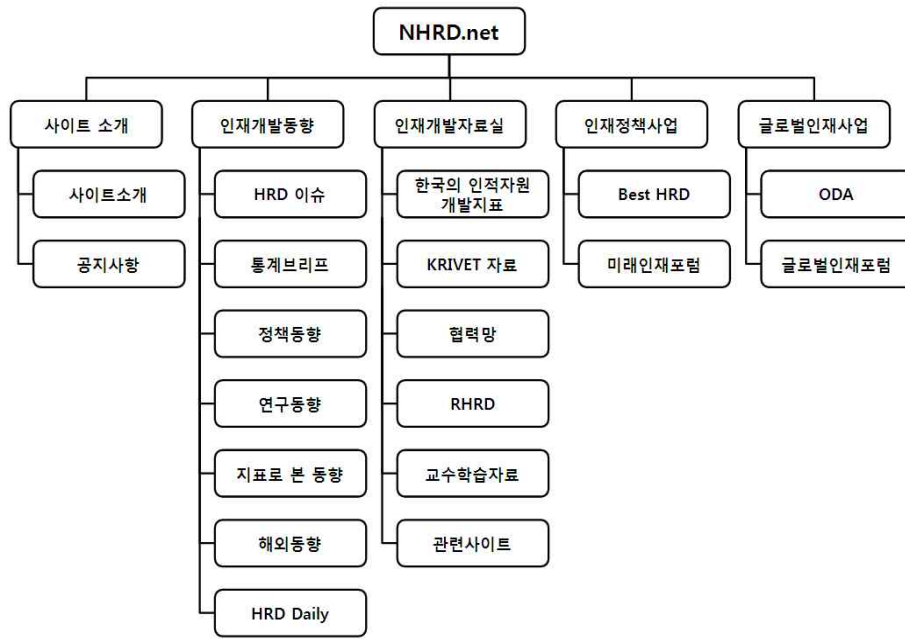 NHRD.net
사이트 소개
사이트소개
공지사항
인재개발동향
HRD 이슈
통계브리프
정책동향
연구동향
지표로 본 동향
해외동향
HRD Daily
인재개발자료실
한국의 인적자원
개발지표
KRIVET 자료
협력망
RHRD
교수학습자료
관련사이트
인재정책사업
Best HRD
미래인재포럼
글로벌인재사업
ODA
글로벌인재포럼